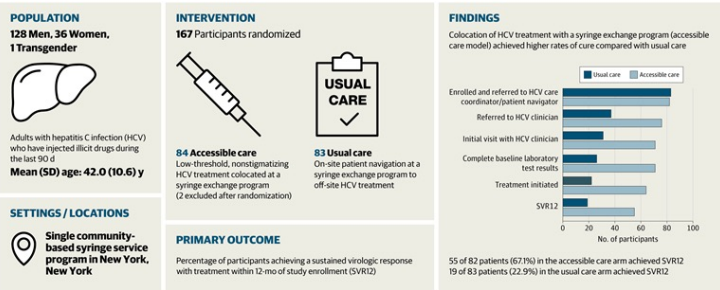 POPULATION
128 Men, 36 Women,
1 Transgender
Adults with hepatitis C infection (HCV)
who have injected illicit drugs during
the last 90 d
Mean (SD) age: 42.0 (10.6) y
SETTINGS / LOCATIONS
Single community-
based syringe service
program in New York,
New York
INTERVENTION
167 Participants randomized
USUAL
CARE
84 Accessible care
Low-threshold, nonstigmatizing
HCV treatment colocated at a
syringe exchange program
(2 excluded after randomization)
83 Usual care
On-site patient navigation at a
syringe exchange program to
off-site HCV treatment
PRIMARY OUTCOME
Percentage of participants achieving a sustained virologic response
with treatment within 12-mo of study enrollment (SVR12)
FINDINGS
Colocation of HCV treatment with a syringe exchange program (accessible
care model) achieved higher rates of cure compared with usual care
Usual care Accessible care
Enrolled and referred to HCV care
coordinator/patient navigator
Referred to HCV clinician
Initial visit with HCV clinician
Complete baseline laboratory
test results
Treatment initiated
SVR12
0 20 40 60 80 100
No. of participants
55 of 82 patients (67.1%) in the accessible care arm achieved SVR12
19 of 83 patients (22.9%) in the usual care arm achieved SVR12